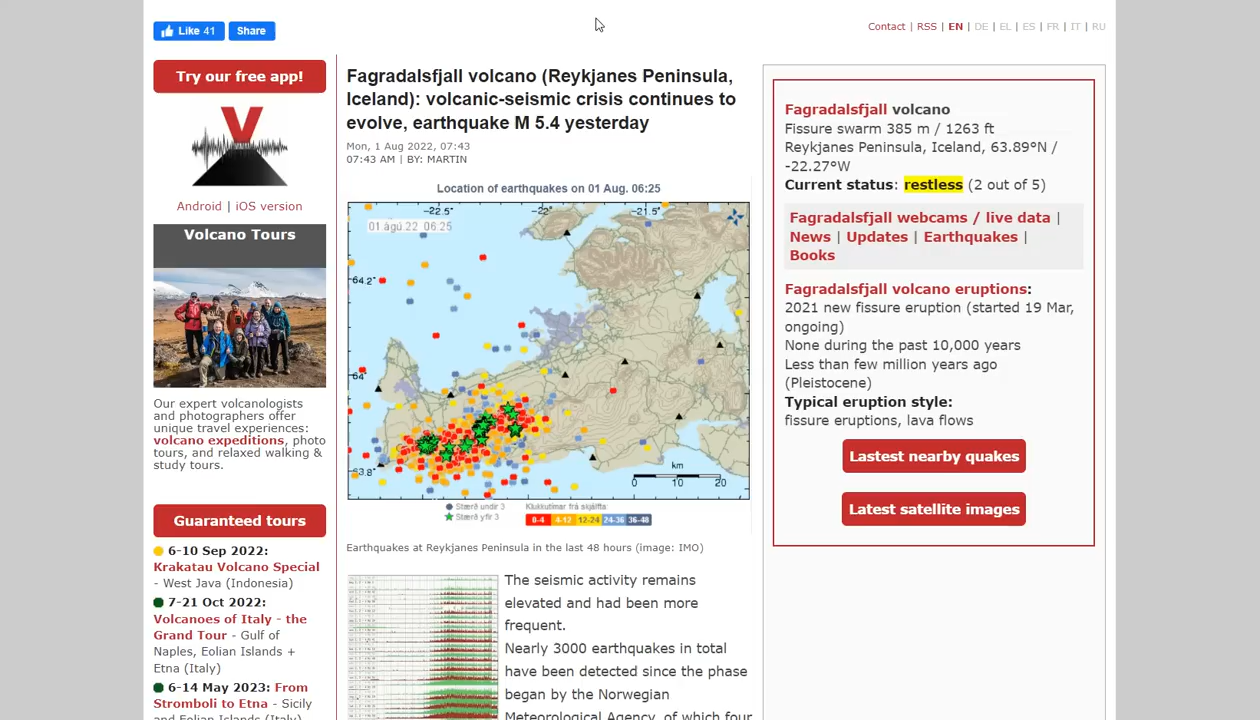 Like 41
Share
Contact | RSS | EN | DE | EL | ES | FR | IT | RU
Try our free app!
Android | iOS version
Volcano Tours
Our expert volcanologists
and photographers offer
unique travel experiences:
volcano expeditions, photo
tours, and relaxed walking &
study tours.
Guaranteed tours
6-10 Sep 2022:
Krakatau Volcano Special
- West Java (Indonesia)
7-21 Oct 2022:
Volcanoes of Italy - the
Grand Tour - Gulf of
Naples, Eolian Islands +
Etna (Italy)
6-14 May 2023: From
Stromboli to Etna - Sicily
and Eolian Islands (Italy)
Fagradalsfjall volcano (Reykjanes Peninsula,
Iceland): volcanic-seismic crisis continues to
evolve, earthquake M 5.4 yesterday
Mon, 1 Aug 2022, 07:43
07:43 AM | BY: MARTIN
Location of earthquakes on 01 Aug. 06:25
-22.5° -22° -21.5°
01 ágú 22 06:25
64.2°
64°
63.8°
km
0 10 20
Stærð undir 3
Stærð yfir 3
Klukkutímar frá skjálfta:
0-4 4-12 12-24 24-36 36-48
Earthquakes at Reykjanes Peninsula in the last 48 hours (image: IMO)
The seismic activity remains
elevated and had been more
frequent.
Nearly 3000 earthquakes in total
have been detected since the phase
began by the Norwegian
Meteorological Agency, of which four
Fagradalsfjall volcano
Fissure swarm 385 m / 1263 ft
Reykjanes Peninsula, Iceland, 63.89°N /
-22.27°W
Current status: restless (2 out of 5)
Fagradalsfjall webcams / live data |
News | Updates | Earthquakes |
Books
Fagradalsfjall volcano eruptions:
2021 new fissure eruption (started 19 Mar,
ongoing)
None during the past 10,000 years
Less than few million years ago
(Pleistocene)
Typical eruption style:
fissure eruptions, lava flows
Lastest nearby quakes
Latest satellite images